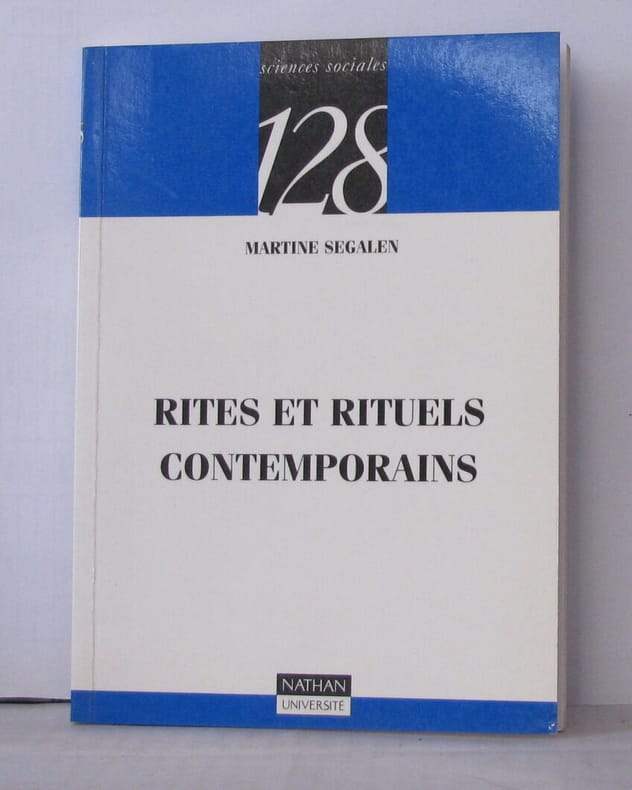 sciences sociales
128
MARTINE SEGALEN
RITES ET RITUELS
CONTEMPORAINS
NATHAN
UNIVERSITÉ